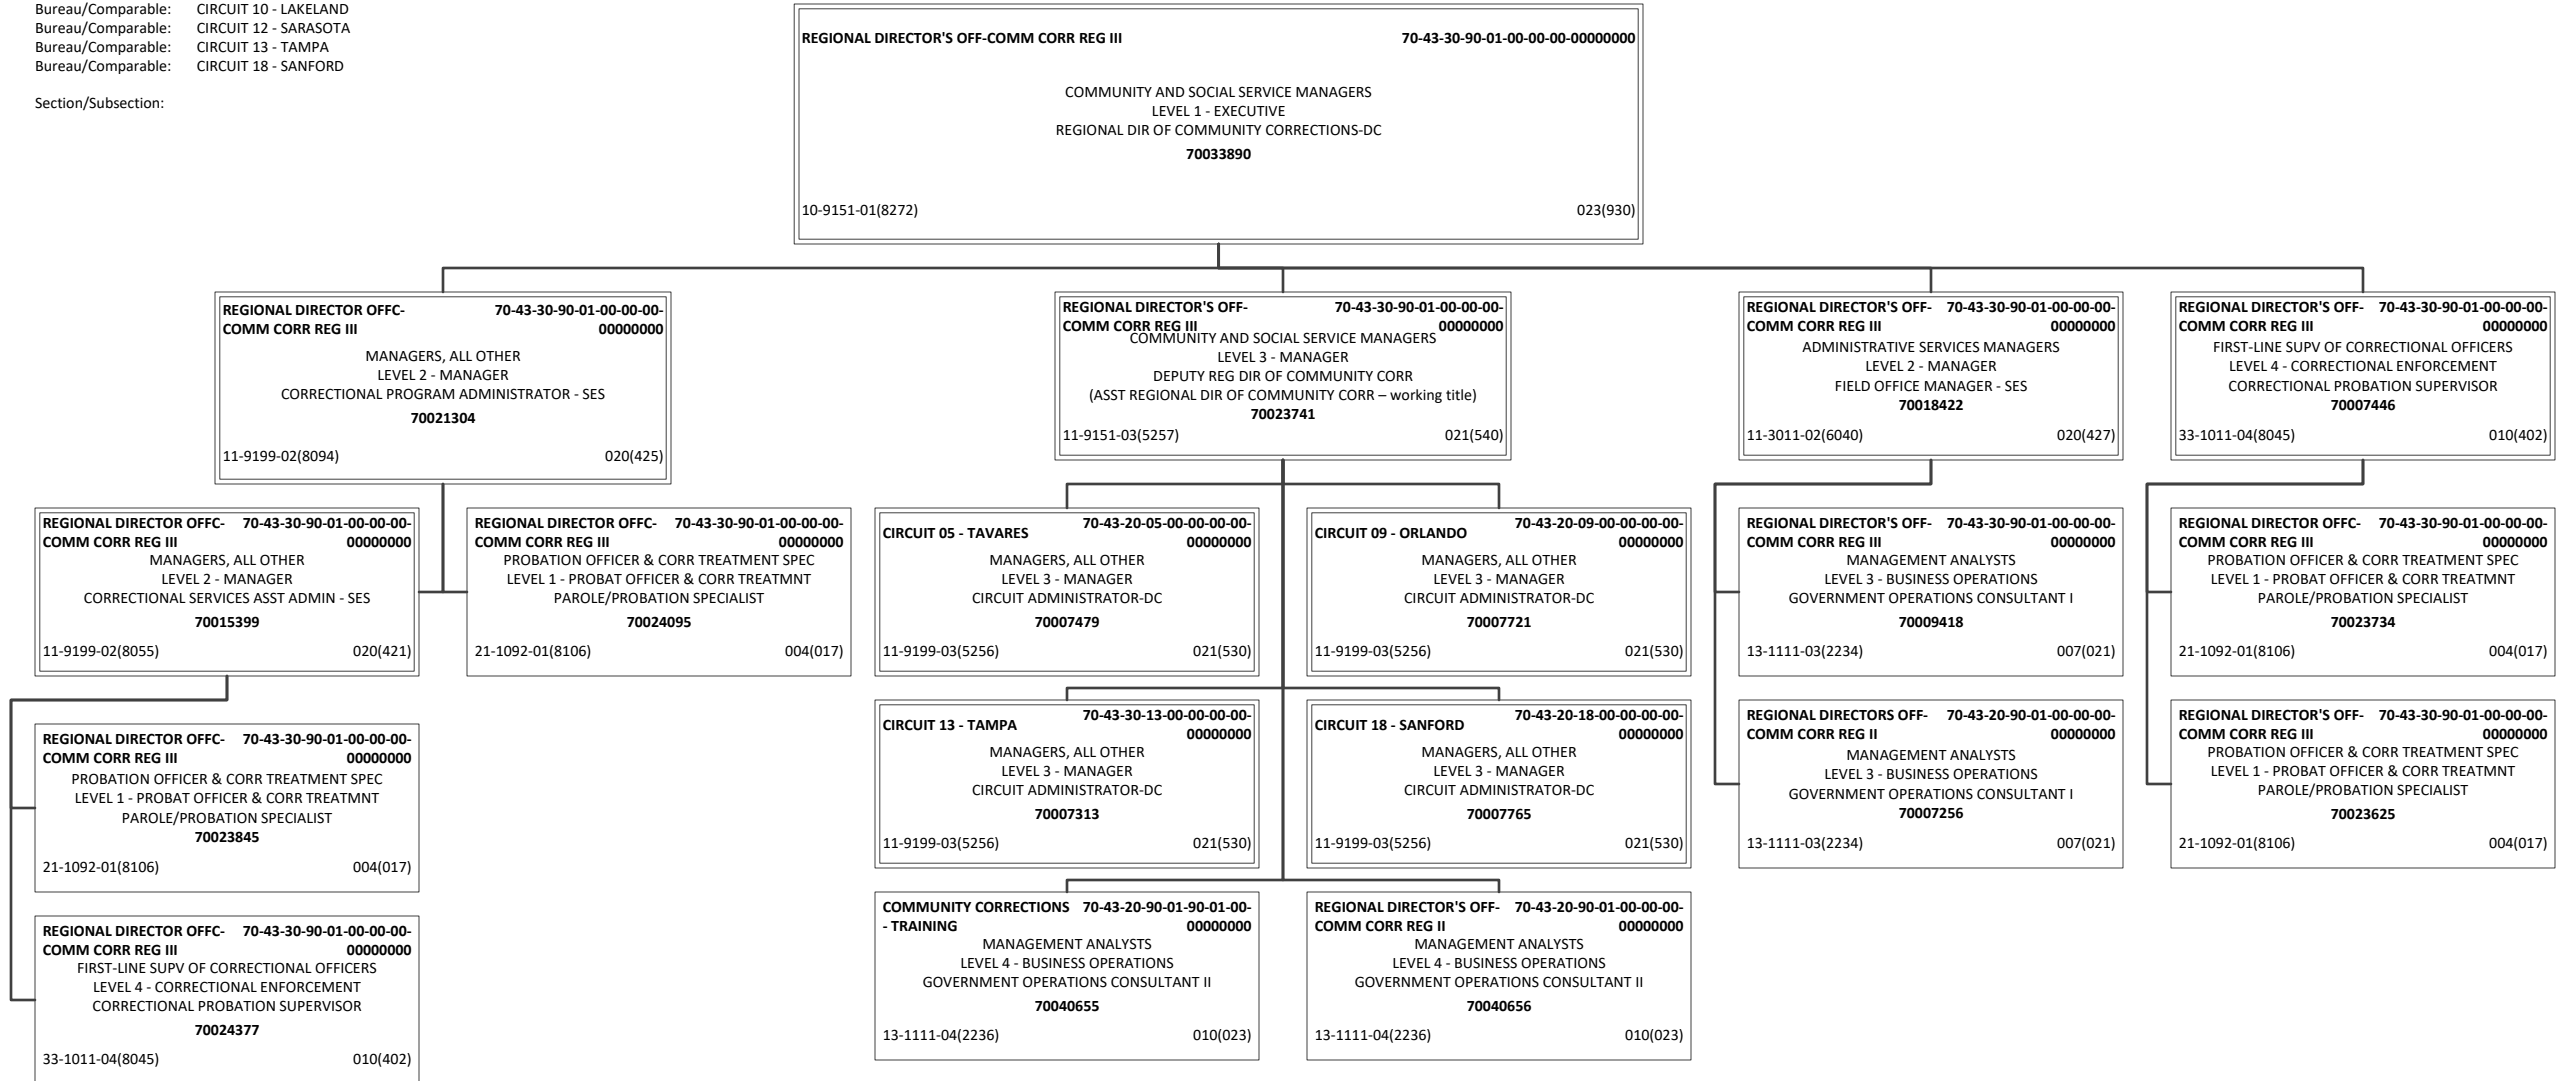 Bureau/Comparable: CIRCUIT 10 - LAKELAND
Bureau/Comparable: CIRCUIT 12 - SARASOTA
Bureau/Comparable: CIRCUIT 13 - TAMPA
Bureau/Comparable: CIRCUIT 18 - SANFORD
Section/Subsection:
REGIONAL DIRECTOR'S OFF-COMM CORR REG III 70-43-30-90-01-00-00-00-00000000
COMMUNITY AND SOCIAL SERVICE MANAGERS
LEVEL 1 - EXECUTIVE
REGIONAL DIR OF COMMUNITY CORRECTIONS-DC
70033890
10-9151-01(8272) 023(930)
REGIONAL DIRECTOR OFFC- 70-43-30-90-01-00-00-00-
COMM CORR REG III 00000000
MANAGERS, ALL OTHER
LEVEL 2 - MANAGER
CORRECTIONAL PROGRAM ADMINISTRATOR - SES
70021304
11-9199-02(8094) 020(425)
REGIONAL DIRECTOR'S OFF- 70-43-30-90-01-00-00-00-
COMM CORR REG III 00000000
COMMUNITY AND SOCIAL SERVICE MANAGERS
LEVEL 3 - MANAGER
DEPUTY REG DIR OF COMMUNITY CORR
(ASST REGIONAL DIR OF COMMUNITY CORR – working title)
70023741
11-9151-03(5257) 021(540)
REGIONAL DIRECTOR'S OFF- 70-43-30-90-01-00-00-00-
COMM CORR REG III 00000000
ADMINISTRATIVE SERVICES MANAGERS
LEVEL 2 - MANAGER
FIELD OFFICE MANAGER - SES
70018422
11-3011-02(6040) 020(427)
REGIONAL DIRECTOR'S OFF- 70-43-30-90-01-00-00-00-
COMM CORR REG III 00000000
FIRST-LINE SUPV OF CORRECTIONAL OFFICERS
LEVEL 4 - CORRECTIONAL ENFORCEMENT
CORRECTIONAL PROBATION SUPERVISOR
70007446
33-1011-04(8045) 010(402)
REGIONAL DIRECTOR OFFC- 70-43-30-90-01-00-00-00-
COMM CORR REG III 00000000
MANAGERS, ALL OTHER
LEVEL 2 - MANAGER
CORRECTIONAL SERVICES ASST ADMIN - SES
70015399
11-9199-02(8055) 020(421)
REGIONAL DIRECTOR OFFC- 70-43-30-90-01-00-00-00-
COMM CORR REG III 00000000
PROBATION OFFICER & CORR TREATMENT SPEC
LEVEL 1 - PROBAT OFFICER & CORR TREATMNT
PAROLE/PROBATION SPECIALIST
70024095
21-1092-01(8106) 004(017)
CIRCUIT 05 - TAVARES 70-43-20-05-00-00-00-00-
00000000
MANAGERS, ALL OTHER
LEVEL 3 - MANAGER
CIRCUIT ADMINISTRATOR-DC
70007479
11-9199-03(5256) 021(530)
CIRCUIT 09 - ORLANDO 70-43-20-09-00-00-00-00-
00000000
MANAGERS, ALL OTHER
LEVEL 3 - MANAGER
CIRCUIT ADMINISTRATOR-DC
70007721
11-9199-03(5256) 021(530)
REGIONAL DIRECTOR'S OFF- 70-43-30-90-01-00-00-00-
COMM CORR REG III 00000000
MANAGEMENT ANALYSTS
LEVEL 3 - BUSINESS OPERATIONS
GOVERNMENT OPERATIONS CONSULTANT I
70009418
13-1111-03(2234) 007(021)
REGIONAL DIRECTOR OFFC- 70-43-30-90-01-00-00-00-
COMM CORR REG III 00000000
PROBATION OFFICER & CORR TREATMENT SPEC
LEVEL 1 - PROBAT OFFICER & CORR TREATMNT
PAROLE/PROBATION SPECIALIST
70023734
21-1092-01(8106) 004(017)
REGIONAL DIRECTOR OFFC- 70-43-30-90-01-00-00-00-
COMM CORR REG III 00000000
PROBATION OFFICER & CORR TREATMENT SPEC
LEVEL 1 - PROBAT OFFICER & CORR TREATMNT
PAROLE/PROBATION SPECIALIST
70023845
21-1092-01(8106) 004(017)
CIRCUIT 13 - TAMPA 70-43-30-13-00-00-00-00-
00000000
MANAGERS, ALL OTHER
LEVEL 3 - MANAGER
CIRCUIT ADMINISTRATOR-DC
70007313
11-9199-03(5256) 021(530)
CIRCUIT 18 - SANFORD 70-43-20-18-00-00-00-00-
00000000
MANAGERS, ALL OTHER
LEVEL 3 - MANAGER
CIRCUIT ADMINISTRATOR-DC
70007765
11-9199-03(5256) 021(530)
REGIONAL DIRECTORS OFF- 70-43-20-90-01-00-00-00-
COMM CORR REG II 00000000
MANAGEMENT ANALYSTS
LEVEL 3 - BUSINESS OPERATIONS
GOVERNMENT OPERATIONS CONSULTANT I
70007256
13-1111-03(2234) 007(021)
REGIONAL DIRECTOR'S OFF- 70-43-30-90-01-00-00-00-
COMM CORR REG III 00000000
PROBATION OFFICER & CORR TREATMENT SPEC
LEVEL 1 - PROBAT OFFICER & CORR TREATMNT
PAROLE/PROBATION SPECIALIST
70023625
21-1092-01(8106) 004(017)
REGIONAL DIRECTOR OFFC- 70-43-30-90-01-00-00-00-
COMM CORR REG III 00000000
FIRST-LINE SUPV OF CORRECTIONAL OFFICERS
LEVEL 4 - CORRECTIONAL ENFORCEMENT
CORRECTIONAL PROBATION SUPERVISOR
70024377
33-1011-04(8045) 010(402)
COMMUNITY CORRECTIONS 70-43-20-90-01-90-01-00-
- TRAINING 00000000
MANAGEMENT ANALYSTS
LEVEL 4 - BUSINESS OPERATIONS
GOVERNMENT OPERATIONS CONSULTANT II
70040655
13-1111-04(2236) 010(023)
REGIONAL DIRECTOR'S OFF- 70-43-20-90-01-00-00-00-
COMM CORR REG II 00000000
MANAGEMENT ANALYSTS
LEVEL 4 - BUSINESS OPERATIONS
GOVERNMENT OPERATIONS CONSULTANT II
70040656
13-1111-04(2236) 010(023)